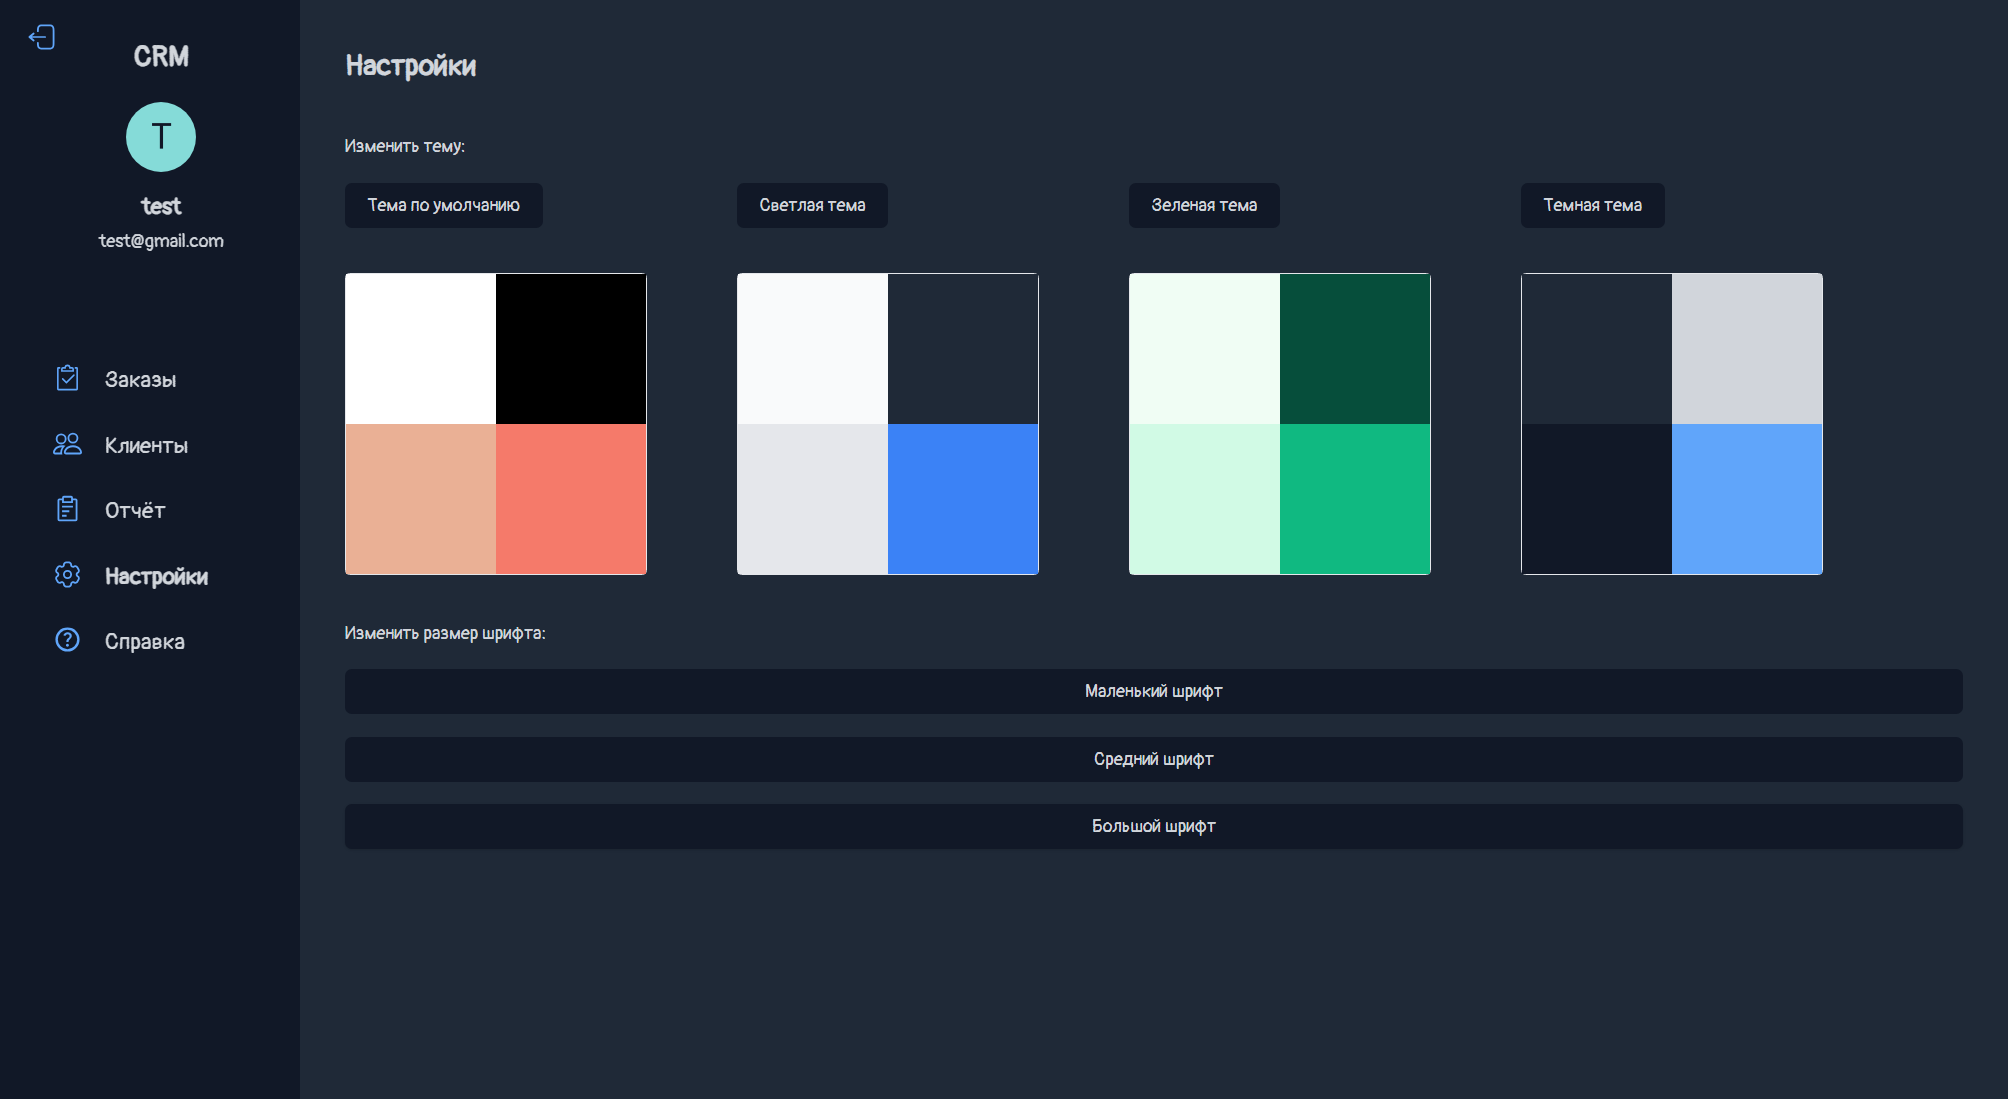 CRM
T
test
test@gmail.com
Заказы
Клиенты
Отчёт
Настройки
Справка
Настройки
Изменить тему:
Тема по умолчанию
Светлая тема
Зеленая тема
Темная тема
Изменить размер шрифта:
Маленький шрифт
Средний шрифт
Большой шрифт